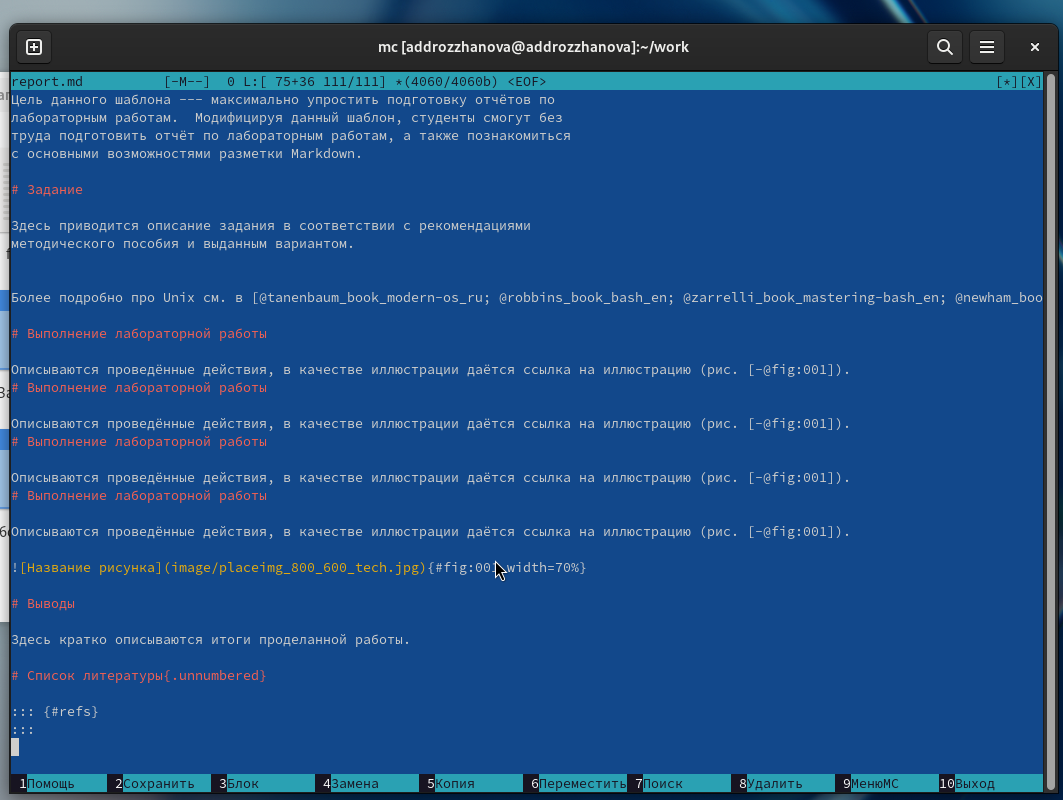 mc [addrozzhanova@addrozzhanova]:~/work
report.md [-M--] 0 L:[ 75+36 111/111] *(4060/4060b) <EOF> [*][X]
Цель данного шаблона --- максимально упростить подготовку отчётов по
лабораторным работам.  Модифицируя данный шаблон, студенты смогут без
труда подготовить отчёт по лабораторным работам, а также познакомиться
с основными возможностями разметки Markdown.
# Задание
Здесь приводится описание задания в соответствии с рекомендациями
методического пособия и выданным вариантом.
Более подробно про Unix см. в [@tanenbaum_book_modern-os_ru; @robbins_book_bash_en; @zarrelli_book_mastering-bash_en; @newham_boo
# Выполнение лабораторной работы
Описываются проведённые действия, в качестве иллюстрации даётся ссылка на иллюстрацию (рис. [-@fig:001]).
# Выполнение лабораторной работы
Описываются проведённые действия, в качестве иллюстрации даётся ссылка на иллюстрацию (рис. [-@fig:001]).
# Выполнение лабораторной работы
Описываются проведённые действия, в качестве иллюстрации даётся ссылка на иллюстрацию (рис. [-@fig:001]).
# Выполнение лабораторной работы
Описываются проведённые действия, в качестве иллюстрации даётся ссылка на иллюстрацию (рис. [-@fig:001]).
![Название рисунка](image/placeimg_800_600_tech.jpg){#fig:001 width=70%}
# Выводы
Здесь кратко описываются итоги проделанной работы.
# Список литературы{.unnumbered}
::: {#refs}
:::
1Помощь 2Сохранить 3Блок 4Замена 5Копия 6Переместить 7Поиск 8Удалить 9МенюMC 10Выход